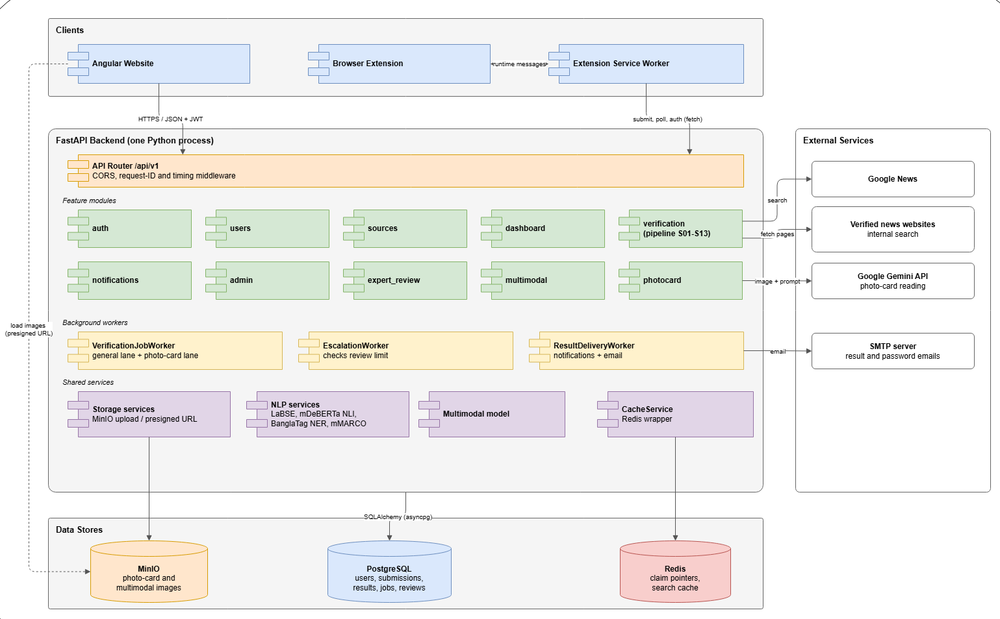 Clients
Angular Website
Browser Extension
runtime messages
Extension Service Worker
HTTPS / JSON + JWT
submit, poll, auth (fetch)
FastAPI Backend (one Python process)
API Router /api/v1
CORS, request-ID and timing middleware
Feature modules
auth
users
sources
dashboard
verification
(pipeline S01-S13)
notifications
admin
expert_review
multimodal
photocard
Background workers
VerificationJobWorker
general lane + photo-card lane
EscalationWorker
checks review limit
ResultDeliveryWorker
notifications + email
Shared services
Storage services
MinIO upload / presigned URL
NLP services
LaBSE, mDeBERTa NLI,
BanglaTag NER, mMARCO
Multimodal model
CacheService
Redis wrapper
External Services
search
Google News
fetch pages
Verified news websites
internal search
image + prompt
Google Gemini API
photo-card reading
email
SMTP server
result and password emails
load images
(presigned URL)
SQLAlchemy (asyncpg)
Data Stores
MinIO
photo-card and
multimodal images
PostgreSQL
users, submissions,
results, jobs, reviews
Redis
claim pointers,
search cache